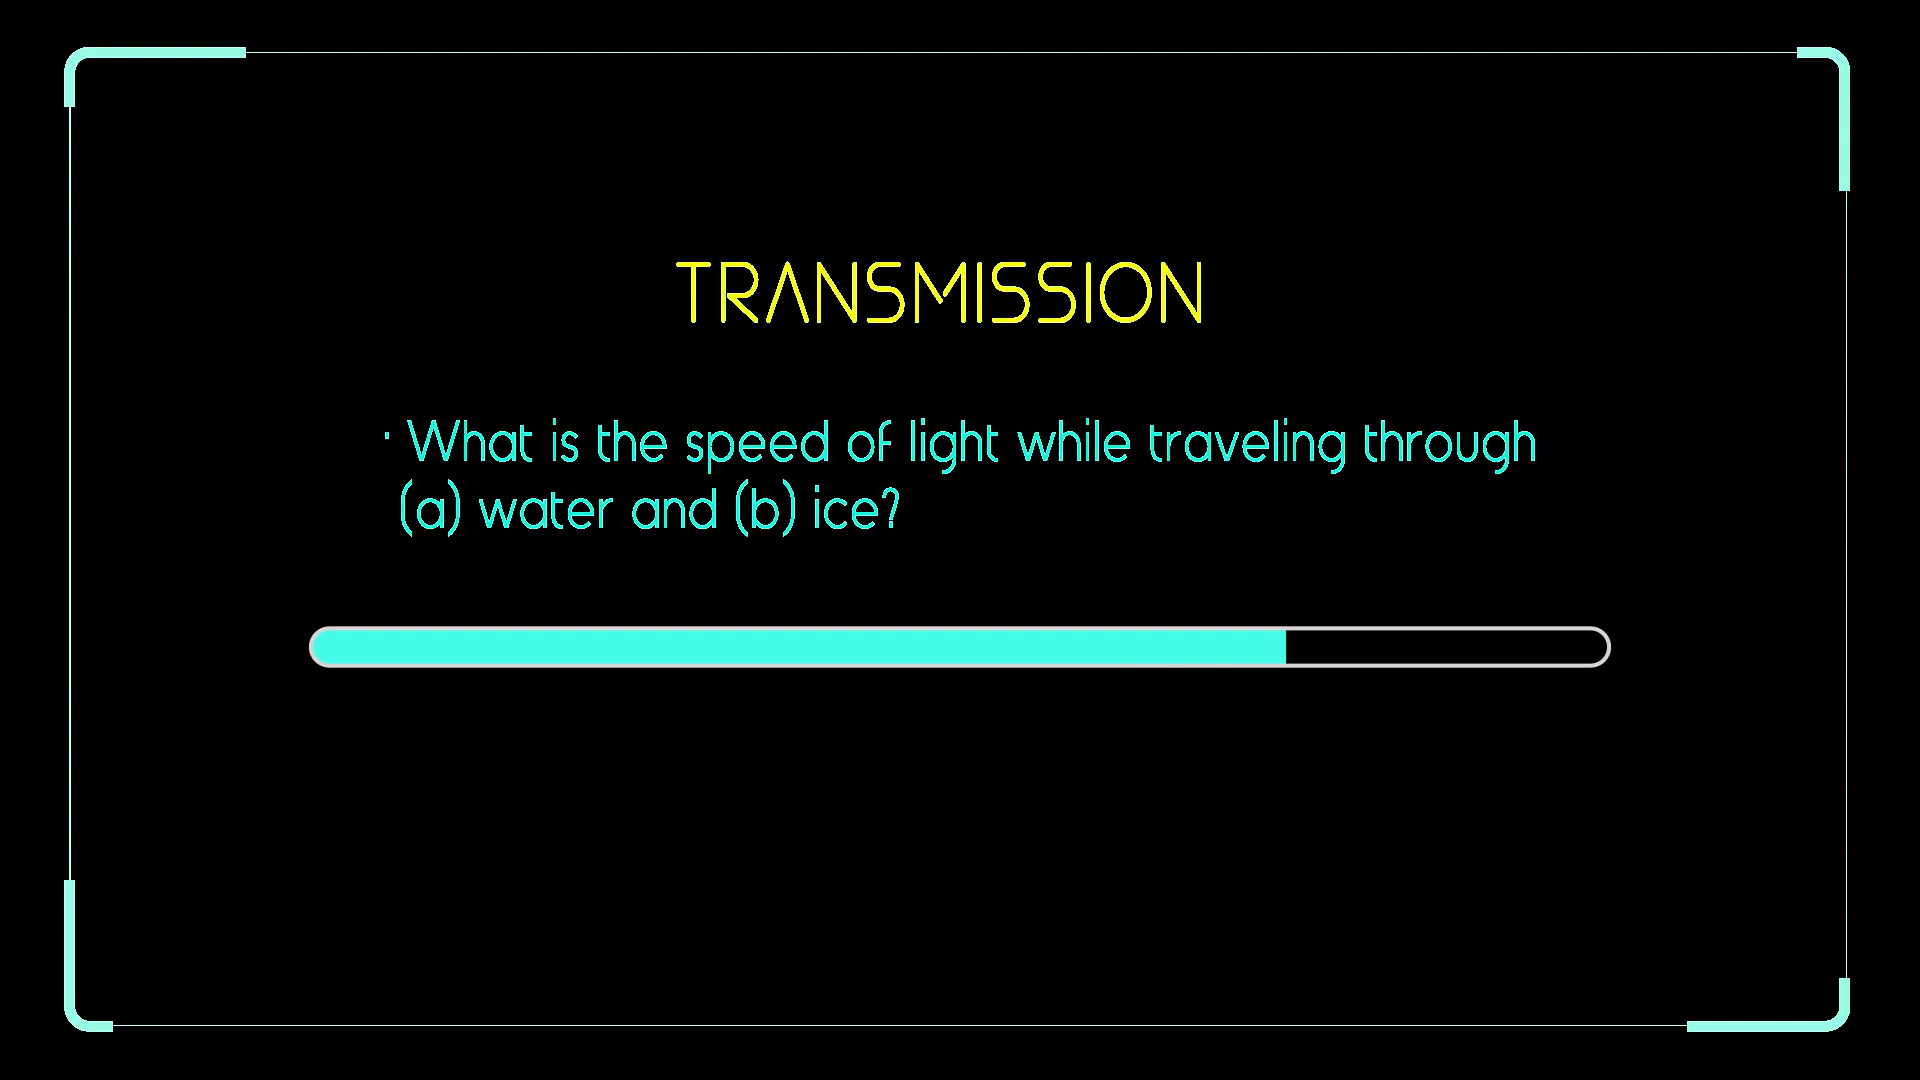 TRANSMISSION
· What is the speed of light while traveling through
(a) water and (b) ice?